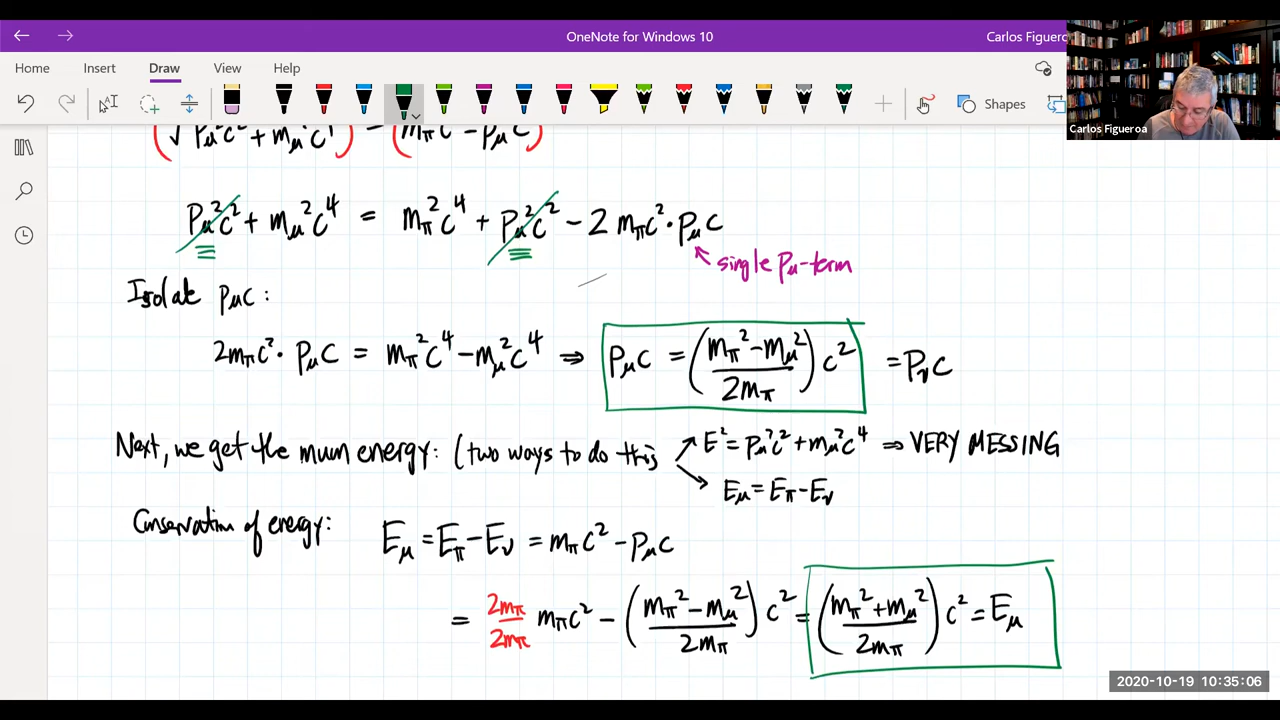 OneNote for Windows 10
Carlos Figuero
Home Insert Draw View Help
Shapes
Carlos Figueroa
(√ pμ²c² + mμ²c⁴) = (mπc² - pμc)
pμ²c² + mμ²c⁴ = mπ²c⁴ + pμ²c² - 2 mπc² · pμc
single pμ-term
Isolate pμc:
2mπc² · pμc = mπ²c⁴ - mμ²c⁴ ⇒ pμc = (mπ² - mμ² / 2mπ) c² = pνc
Next, we get the muon energy: (two ways to do this
E² = pμ²c² + mμ²c⁴ ⇒ VERY MESSING
Eμ = Eπ - Eν
Conservation of energy: Eμ = Eπ - Eν = mπc² - pμc
= 2mπ / 2mπ mπc² - (mπ² - mμ² / 2mπ) c² = (mπ² + mμ² / 2mπ) c² = Eμ
2020-10-19 10:35:06